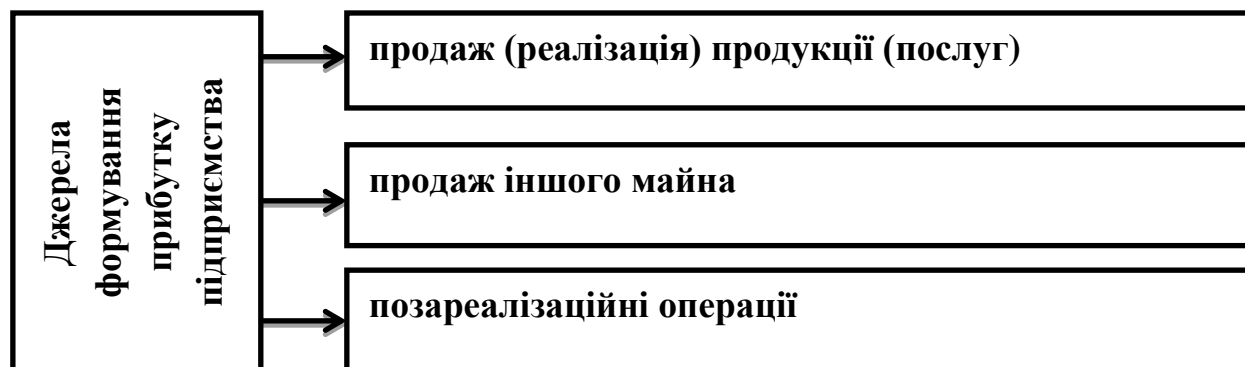 Джерела
формування
прибутку
підприємства
продаж (реалізація) продукції (послуг)
продаж іншого майна
позареалізаційні операції